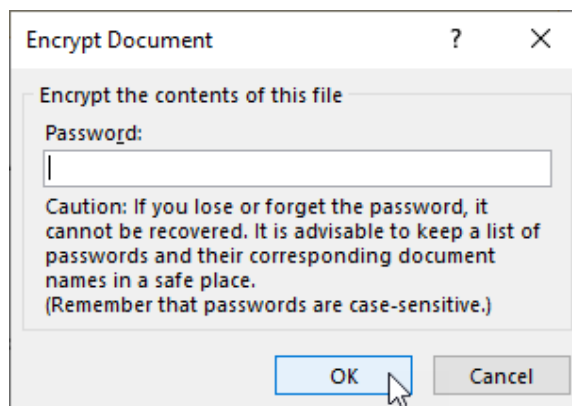 Encrypt Document ?
Encrypt the contents of this file
Password:
Caution: If you lose or forget the password, it
cannot be recovered. It is advisable to keep a list of
passwords and their corresponding document
names in a safe place.
(Remember that passwords are case-sensitive.)
OK Cancel